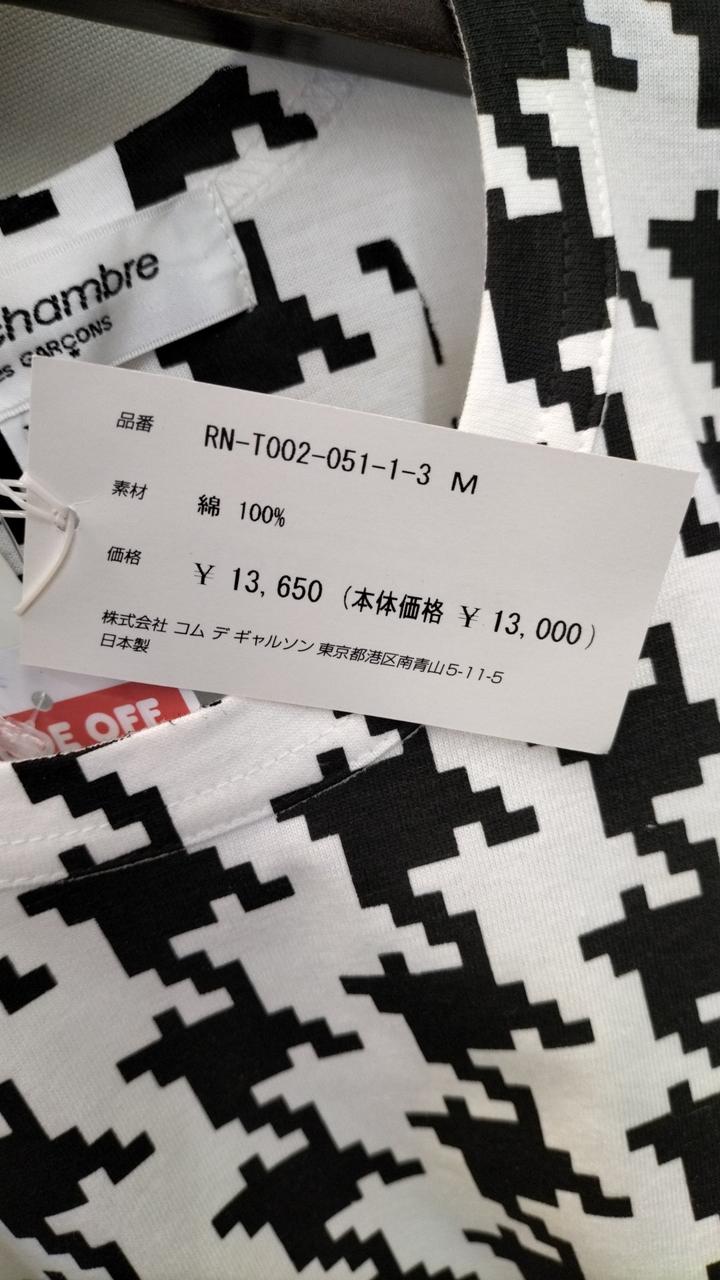 chambre
es GARÇONS
品番 RN-T002-051-1-3 M
素材 綿 100%
価格 ¥ 13,650 (本体価格 ¥ 13,000)
株式会社 コム デ ギャルソン 東京都港区南青山5-11-5
日本製
DE OFF